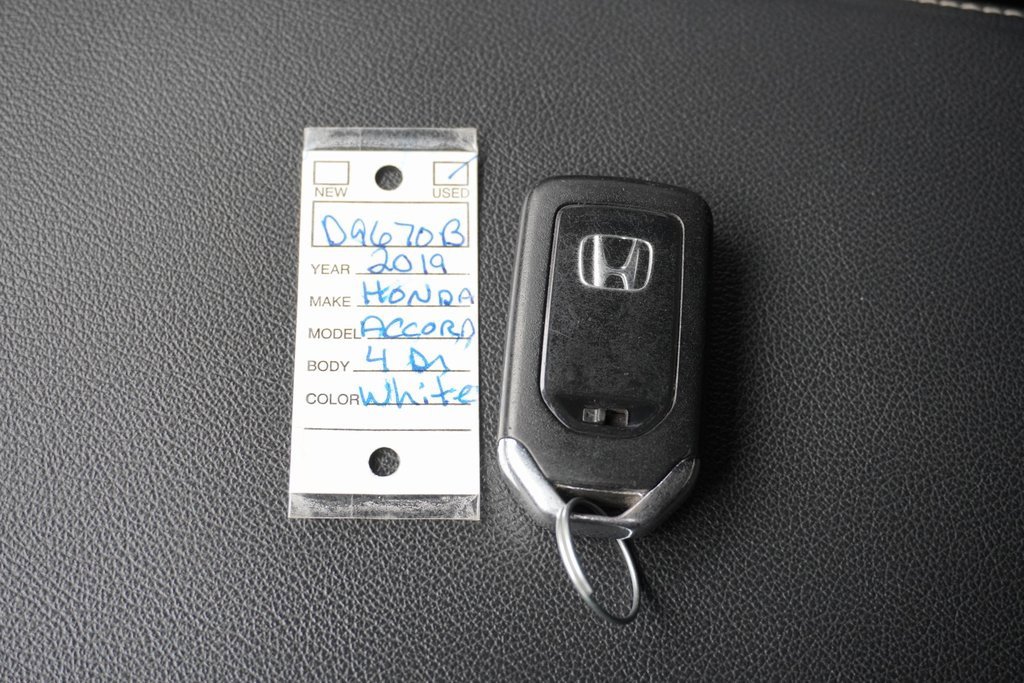 NEW USED
D9670B
YEAR 2019
MAKE HONDA
MODEL ACCORD
BODY 4 Dr
COLOR White